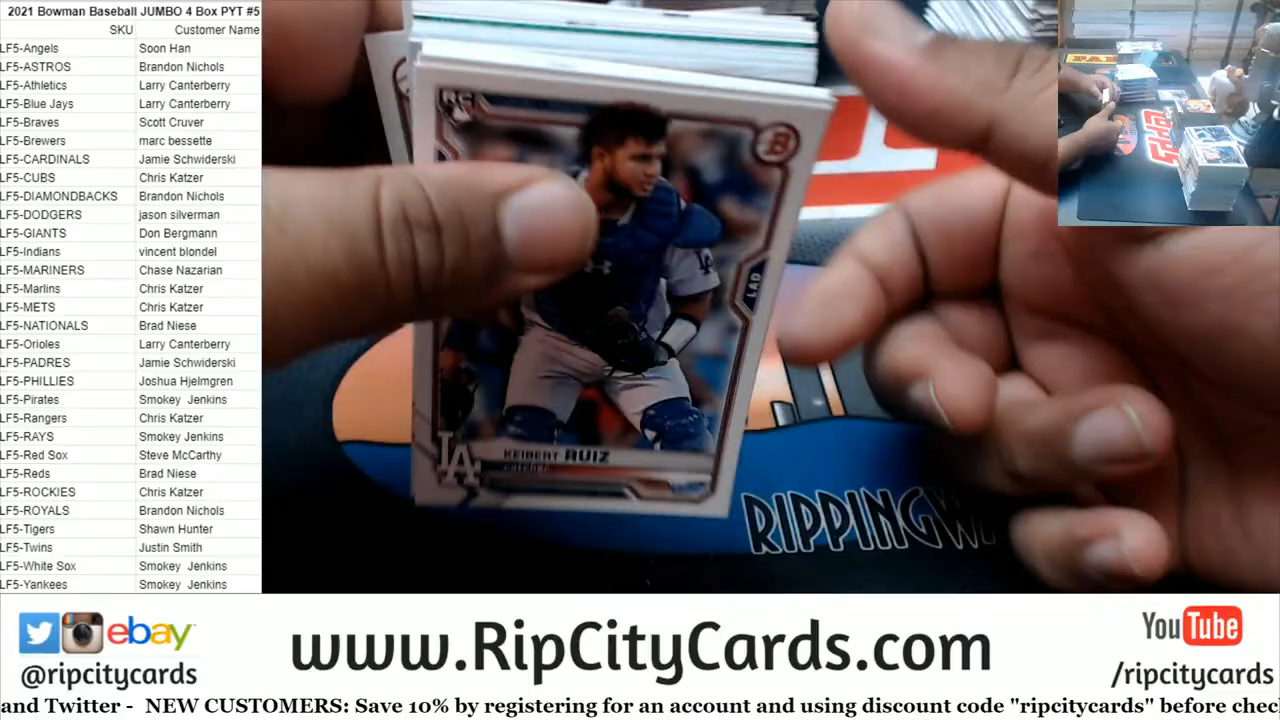 2021 Bowman Baseball JUMBO 4 Box PYT #5
SKU Customer Name
LF5-Angels Soon Han
LF5-ASTROS Brandon Nichols
LF5-Athletics Larry Canterberry
LF5-Blue Jays Larry Canterberry
LF5-Braves Scott Cruver
LF5-Brewers marc bessette
LF5-CARDINALS Jamie Schwiderski
LF5-CUBS Chris Katzer
LF5-DIAMONDBACKS Brandon Nichols
LF5-DODGERS jason silverman
LF5-GIANTS Don Bergmann
LF5-Indians vincent blondel
LF5-MARINERS Chase Nazarian
LF5-Marlins Chris Katzer
LF5-METS Chris Katzer
LF5-NATIONALS Brad Niese
LF5-Orioles Larry Canterberry
LF5-PADRES Jamie Schwiderski
LF5-PHILLIES Joshua Hjelmgren
LF5-Pirates Smokey Jenkins
LF5-Rangers Chris Katzer
LF5-RAYS Smokey Jenkins
LF5-Red Sox Steve McCarthy
LF5-Reds Brad Niese
LF5-ROCKIES Chris Katzer
LF5-ROYALS Brandon Nichols
LF5-Tigers Shawn Hunter
LF5-Twins Justin Smith
LF5-White Sox Smokey Jenkins
LF5-Yankees Smokey Jenkins
B
LA
LAD
LA
KEIBERT RUIZ
CATCHER
RIPPINGW
ebay
@ripcitycards
www.RipCityCards.com
YouTube
/ripcitycards
and Twitter - NEW CUSTOMERS: Save 10% by registering for an account and using discount code "ripcitycards" before chec